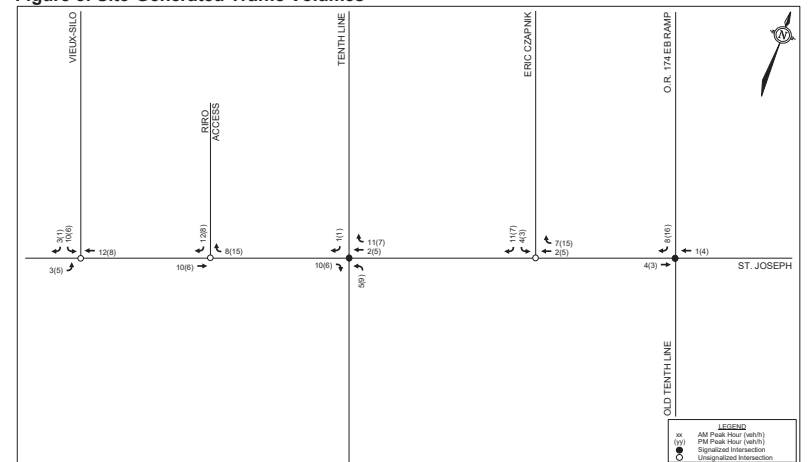 Figure 5: Site-Generated Traffic Volumes
VIEUX-SILO
RIRO
ACCESS
TENTH LINE
ERIC CZAPNIK
O.R. 174 EB RAMP
N
3(1)
10(6)
12(8)
3(5)
12(8)
8(15)
10(6)
1(1)
11(7)
2(5)
10(6)
5(9)
11(7)
4(3)
7(15)
2(5)
8(16)
1(4)
4(3)
ST. JOSEPH
OLD TENTH LINE
LEGEND
xx AM Peak Hour (veh/h)
(yy) PM Peak Hour (veh/h)
Signalized Intersection
Unsignalized Intersection